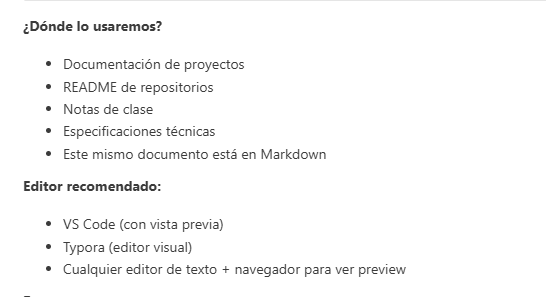 ¿Dónde lo usaremos?
• Documentación de proyectos
• README de repositorios
• Notas de clase
• Especificaciones técnicas
• Este mismo documento está en Markdown
Editor recomendado:
• VS Code (con vista previa)
• Typora (editor visual)
• Cualquier editor de texto + navegador para ver preview